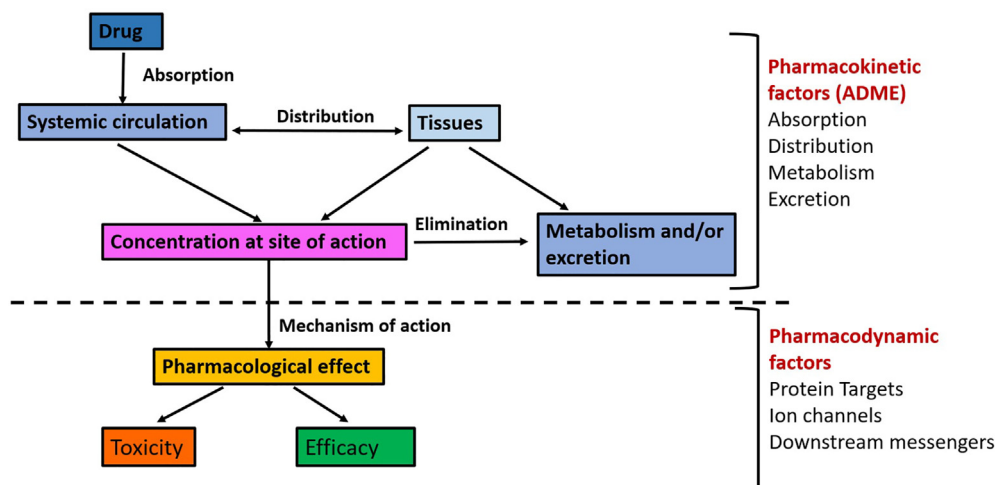 Drug
Absorption
Systemic circulation
Distribution
Tissues
Concentration at site of action
Elimination
Metabolism and/or
excretion
Pharmacokinetic
factors (ADME)
Absorption
Distribution
Metabolism
Excretion
Mechanism of action
Pharmacological effect
Toxicity
Efficacy
Pharmacodynamic
factors
Protein Targets
Ion channels
Downstream messengers